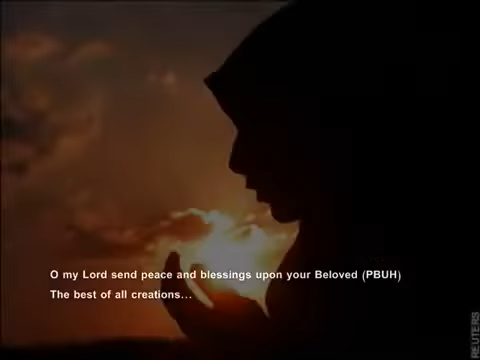 O my Lord send peace and blessings upon your Beloved (PBUH)
The best of all creations...
REUTERS